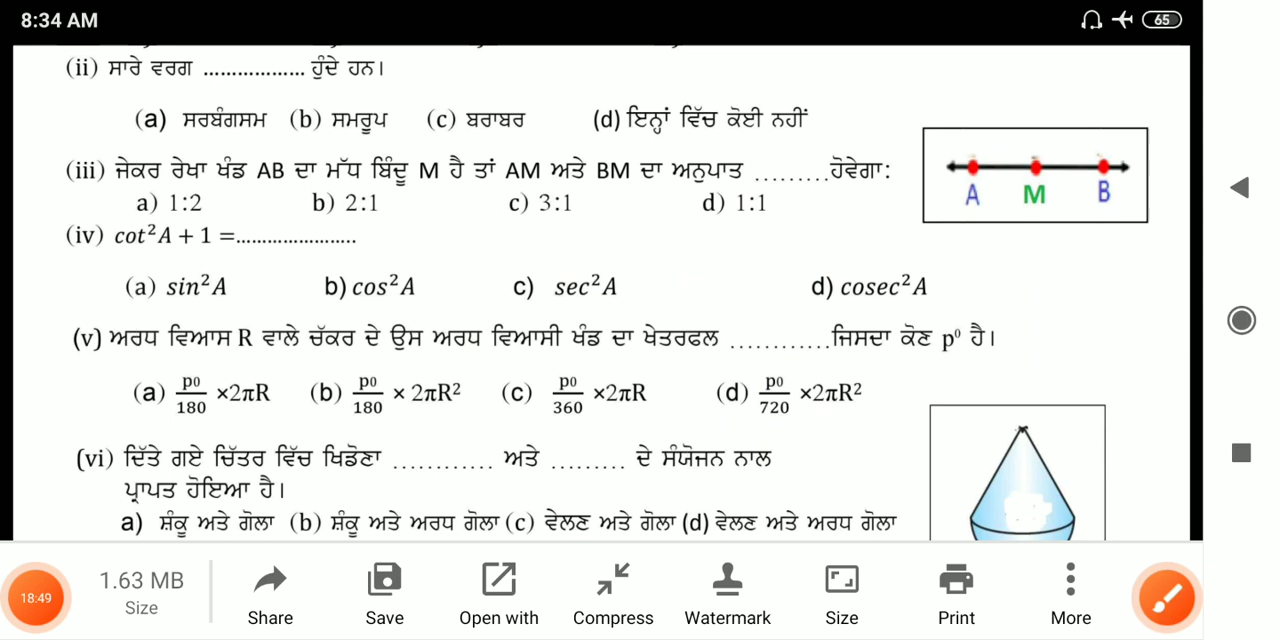 8:34 AM
65
(ii) ਸਾਰੇ ਵਰਗ .................. ਹੁੰਦੇ ਹਨ।
(a) ਸਰਬੰਗਸਮ (b) ਸਮਰੂਪ (c) ਬਰਾਬਰ (d) ਇਨ੍ਹਾਂ ਵਿੱਚ ਕੋਈ ਨਹੀਂ
(iii) ਜੇਕਰ ਰੇਖਾ ਖੰਡ AB ਦਾ ਮੱਧ ਬਿੰਦੂ M ਹੈ ਤਾਂ AM ਅਤੇ BM ਦਾ ਅਨੁਪਾਤ .........ਹੋਵੇਗਾ:
a) 1:2 b) 2:1 c) 3:1 d) 1:1
A M B
(iv) cot²A + 1 =......................
(a) sin²A b) cos²A c) sec²A d) cosec²A
(v) ਅਰਧ ਵਿਆਸ R ਵਾਲੇ ਚੱਕਰ ਦੇ ਉਸ ਅਰਧ ਵਿਆਸੀ ਖੰਡ ਦਾ ਖੇਤਰਫਲ ............ਜਿਸਦਾ ਕੋਣ p⁰ ਹੈ।
(a) p⁰/180 ×2πR (b) p⁰/180 × 2πR² (c) p⁰/360 ×2πR (d) p⁰/720 ×2πR²
(vi) ਦਿੱਤੇ ਗਏ ਚਿੱਤਰ ਵਿੱਚ ਖਿਡੋਣਾ ............ ਅਤੇ ......... ਦੇ ਸੰਯੋਜਨ ਨਾਲ
ਪ੍ਰਾਪਤ ਹੋਇਆ ਹੈ।
a) ਸ਼ੰਕੂ ਅਤੇ ਗੋਲਾ (b) ਸ਼ੰਕੂ ਅਤੇ ਅਰਧ ਗੋਲਾ (c) ਵੇਲਣ ਅਤੇ ਗੋਲਾ (d) ਵੇਲਣ ਅਤੇ ਅਰਧ ਗੋਲਾ
18:49
1.63 MB
Size
Share
Save
Open with
Compress
Watermark
Size
Print
More